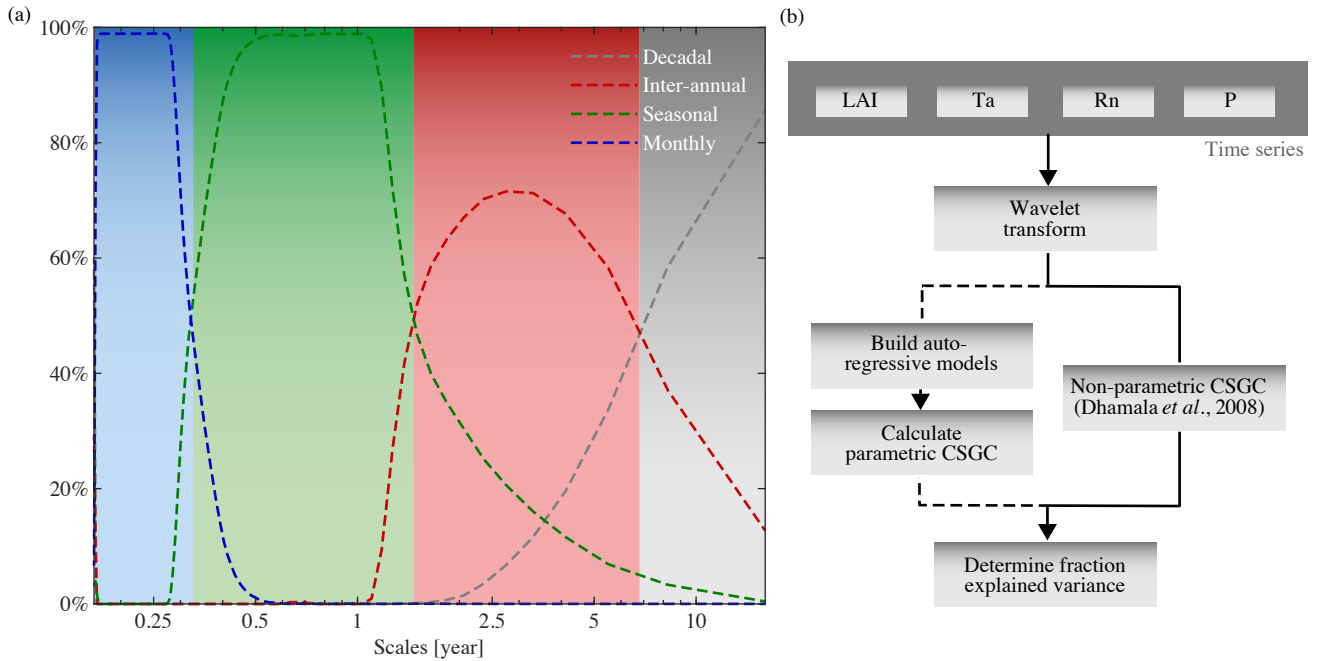 (a)
100%
80%
60%
40%
20%
0%
Decadal
Inter-annual
Seasonal
Monthly
0.25
0.5
1
2.5
5
10
Scales [year]
(b)
LAI
Ta
Rn
P
Time series
Wavelet
transform
Build auto-
regressive models
Calculate
parametric CSGC
Non-parametric CSGC
(Dhamala et al., 2008)
Determine fraction
explained variance